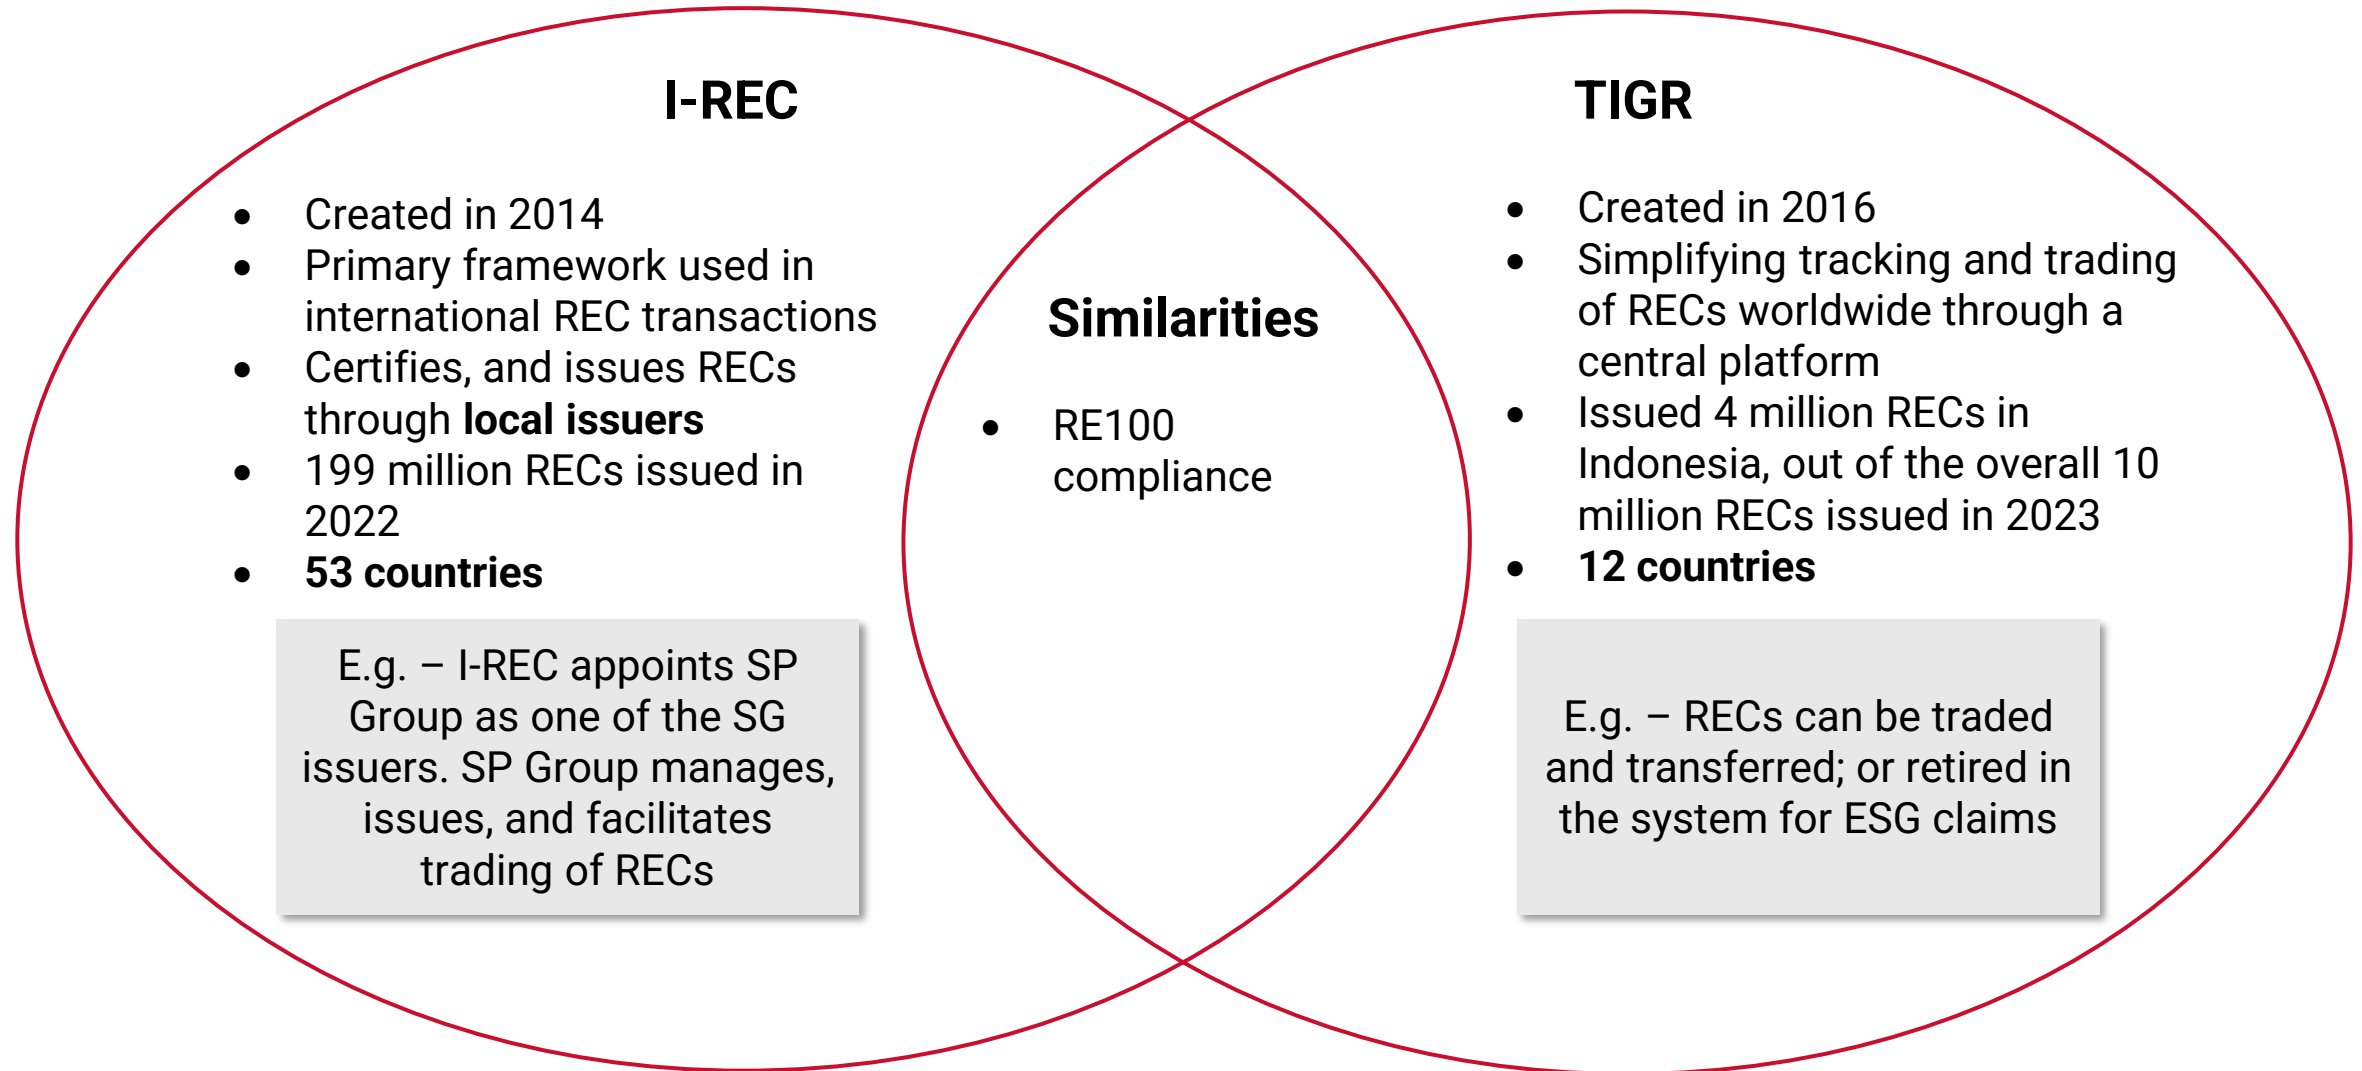 I-REC
• Created in 2014
• Primary framework used in
international REC transactions
• Certifies, and issues RECs
through local issuers
• 199 million RECs issued in
2022
• 53 countries
E.g. – I-REC appoints SP
Group as one of the SG
issuers. SP Group manages,
issues, and facilitates
trading of RECs
Similarities
• RE100
compliance
TIGR
• Created in 2016
• Simplifying tracking and trading
of RECs worldwide through a
central platform
• Issued 4 million RECs in
Indonesia, out of the overall 10
million RECs issued in 2023
• 12 countries
E.g. – RECs can be traded
and transferred; or retired in
the system for ESG claims